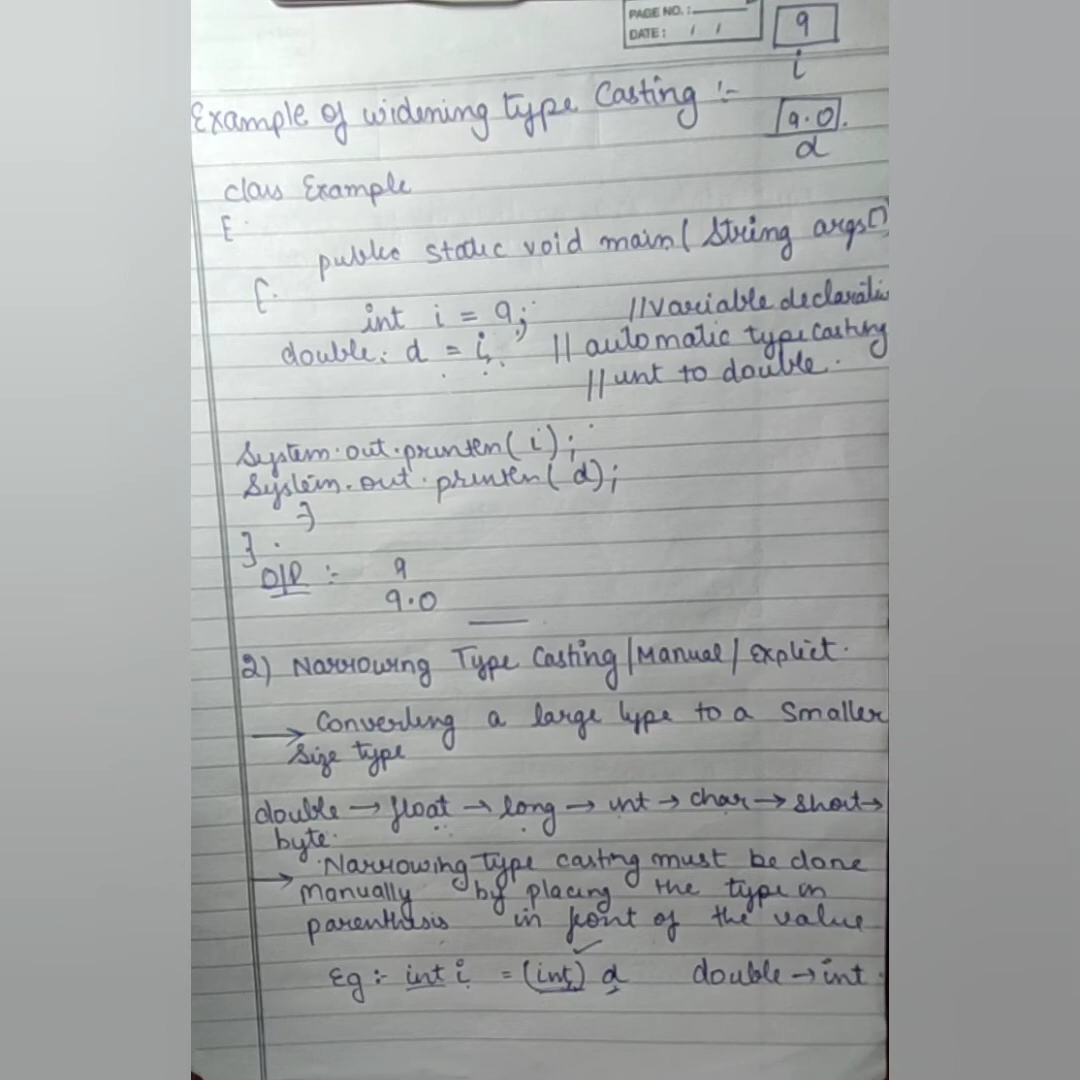 PAGE NO. :
DATE : / /
9
i
Example of widening type Casting :-
9.0
d
class Example
{
public static void main( String args[]
{
int i = 9; //variable declaratio
double d = i; // automatic type casting
// int to double.
System.out.println( i );
System.out.println( d);
}
}
O/P :- 9
9.0
2) Narrowing Type Casting / Manual / Explict.
→ Converting a large type to a smaller
size type
double → float → long → int → char → short →
byte.
→ Narrowing type casting must be done
manually by placing the type in
parenthisis in front of the value
Eg :- int i = (int) d double → int.